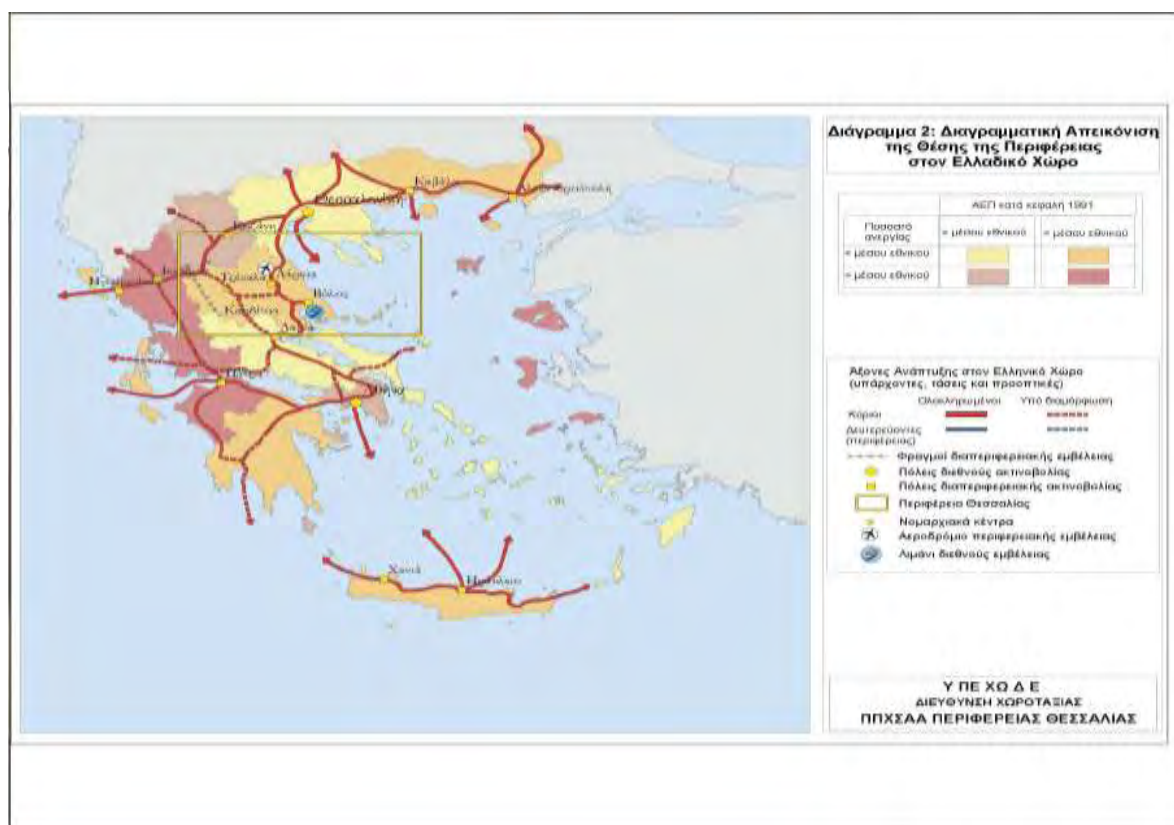 Διάγραμμα 2: Διαγραμματική Απεικόνιση
της Θέσης της Περιφέρειας
στον Ελλαδικό Χώρο
ΑΕΠ κατά κεφαλή 1991
Ποσοστό
ανεργίας
= μέσου εθνικού
= μέσου εθνικού
= μέσου εθνικού
= μέσου εθνικού
Άξονες Ανάπτυξης στον Ελληνικό Χώρο
(υπάρχοντες, τάσεις και προοπτικές)
Ολοκληρωμένοι
Υπό διαμόρφωση
Κύριοι
Δευτερεύοντες
(περιφέρειας)
Φραγμοί διαπεριφερειακής εμβέλειας
Πόλεις διεθνούς ακτινοβολίας
Πόλεις διαπεριφερειακής ακτινοβολίας
Περιφέρεια Θεσσαλίας
Νομαρχιακά κέντρα
Αεροδρόμιο περιφερειακής εμβέλειας
Λιμάνι διεθνούς εμβέλειας
Υ ΠΕ ΧΩ Δ Ε
ΔΙΕΥΘΥΝΣΗ ΧΩΡΟΤΑΞΙΑΣ
ΠΠΧΣΑΑ ΠΕΡΙΦΕΡΕΙΑΣ ΘΕΣΣΑΛΙΑΣ
Θεσσαλονίκη
Καβάλα
Κοζάνη
Τρίκαλα
Λάρισα
Βόλος
Καρδίτσα
Λαμία
Αθήνα
Χανιά
Ηράκλειο